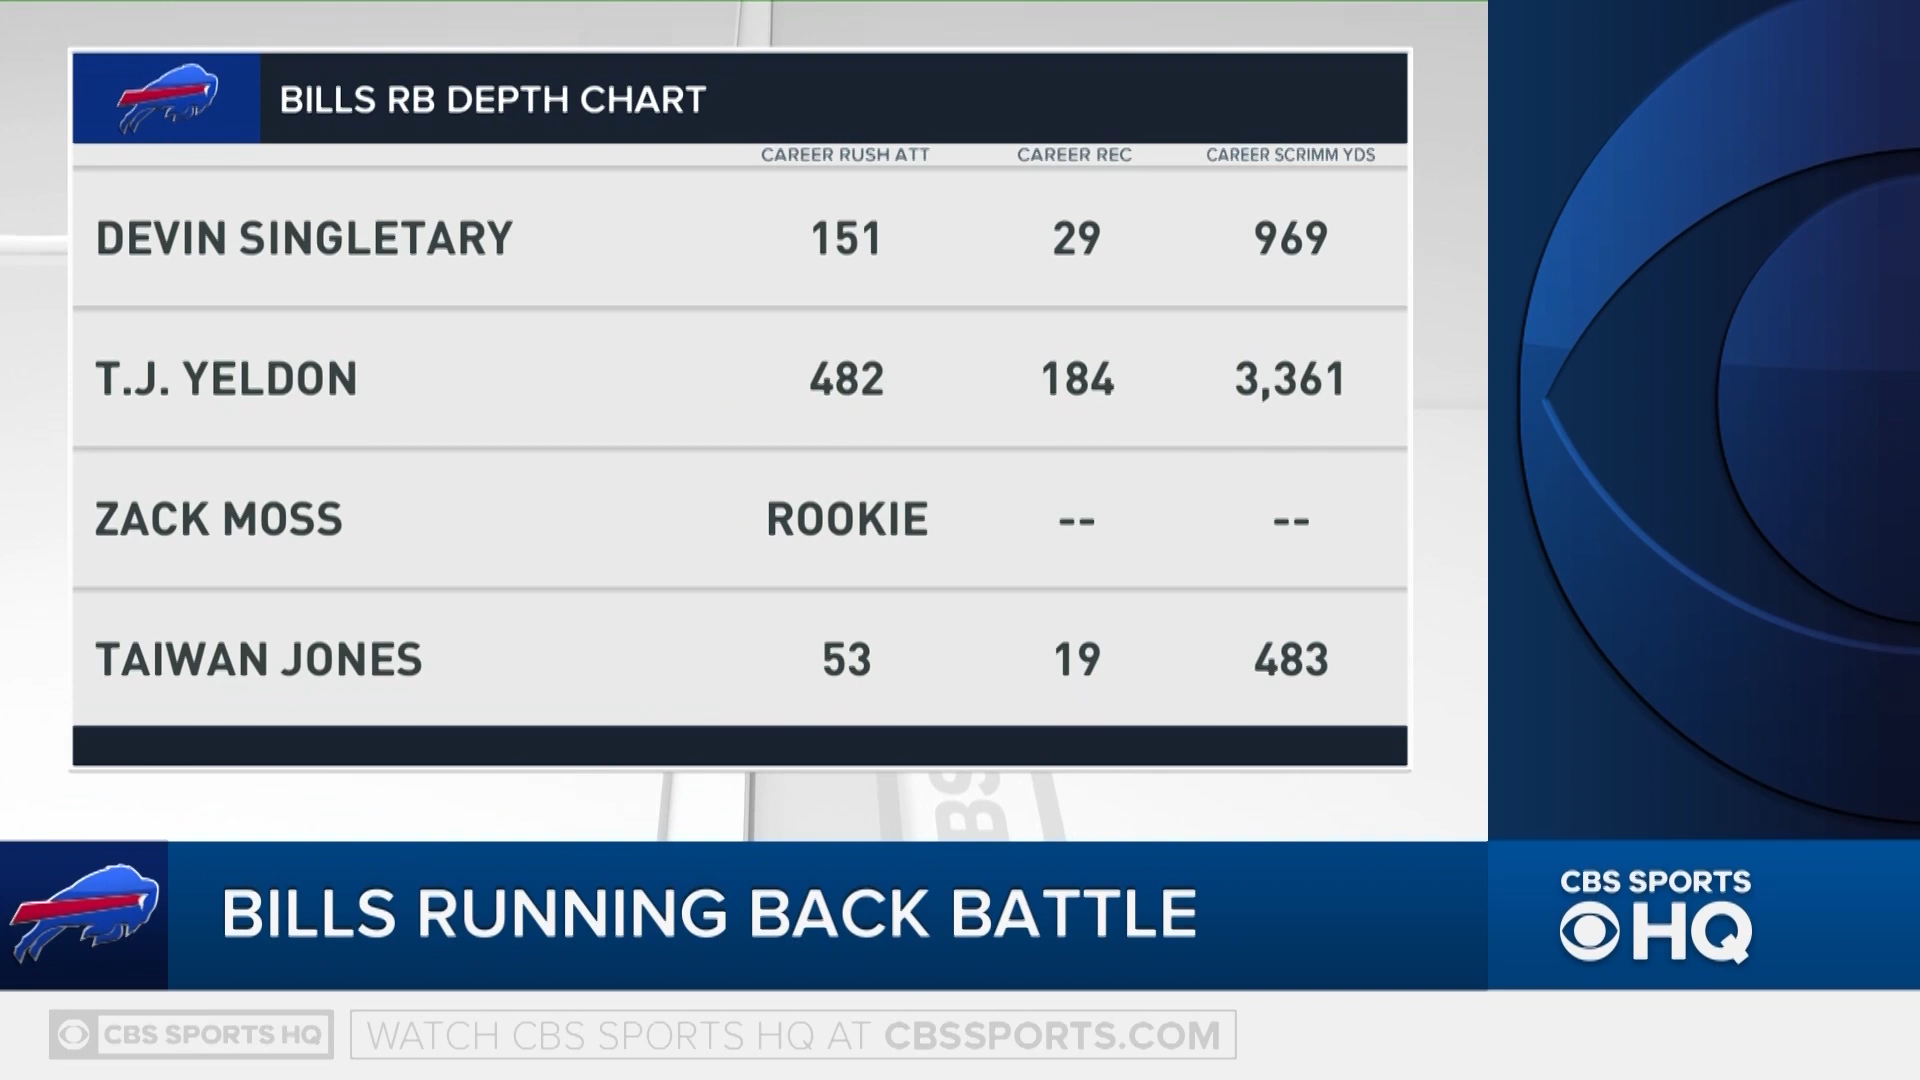 BILLS RB DEPTH CHART
CAREER RUSH ATT CAREER REC CAREER SCRIMM YDS
DEVIN SINGLETARY 151 29 969
T.J. YELDON 482 184 3,361
ZACK MOSS ROOKIE -- --
TAIWAN JONES 53 19 483
BS
BILLS RUNNING BACK BATTLE
CBS SPORTS
HQ
CBS SPORTS HQ WATCH CBS SPORTS HQ AT CBSSPORTS.COM